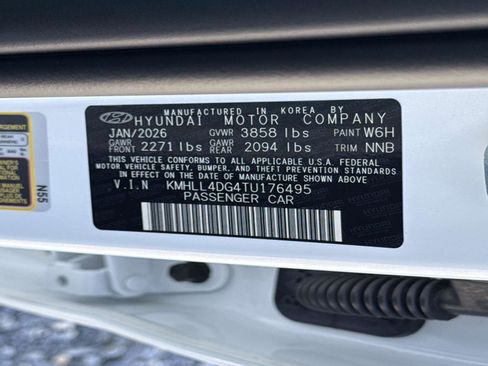 MANUFACTURED IN KOREA BY
HYUNDAI MOTOR COMPANY
JAN/2026 GVWR 3858 lbs PAINT W6H
GAWR FRONT 2271 lbs GAWR REAR 2094 lbs TRIM NNB
THIS VEHICLE CONFORMS TO ALL APPLICABLE U.S.A. FEDERAL
MOTOR VEHICLE SAFETY, BUMPER, AND THEFT PREVENTION STANDARDS
IN EFFECT ON THE DATE OF MANUFACTURE SHOWN ABOVE.
V.I.N KMHLL4DG4TU176495
PASSENGER CAR
N55